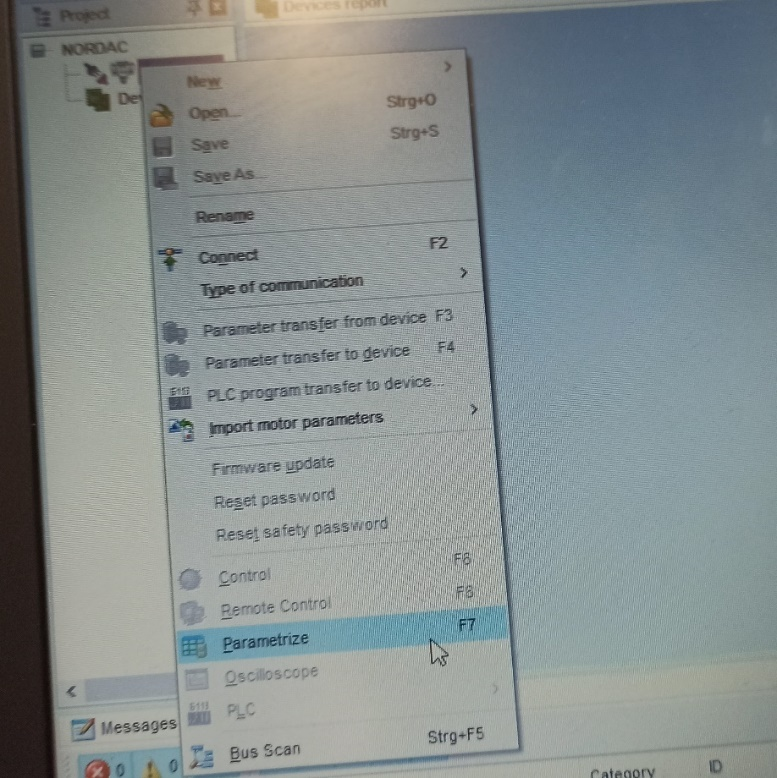 Project
Devices report
NORDAC
De
New
Open... Strg+O
Save Strg+S
Save As...
Rename
Connect F2
Type of communication
Parameter transfer from device F3
Parameter transfer to device F4
PLC program transfer to device...
Import motor parameters
Firmware update
Reset password
Reset safety password
Control F6
Remote Control F8
Parametrize F7
Oscilloscope
PLC
Bus Scan Strg+F5
Messages
0 0
Category ID